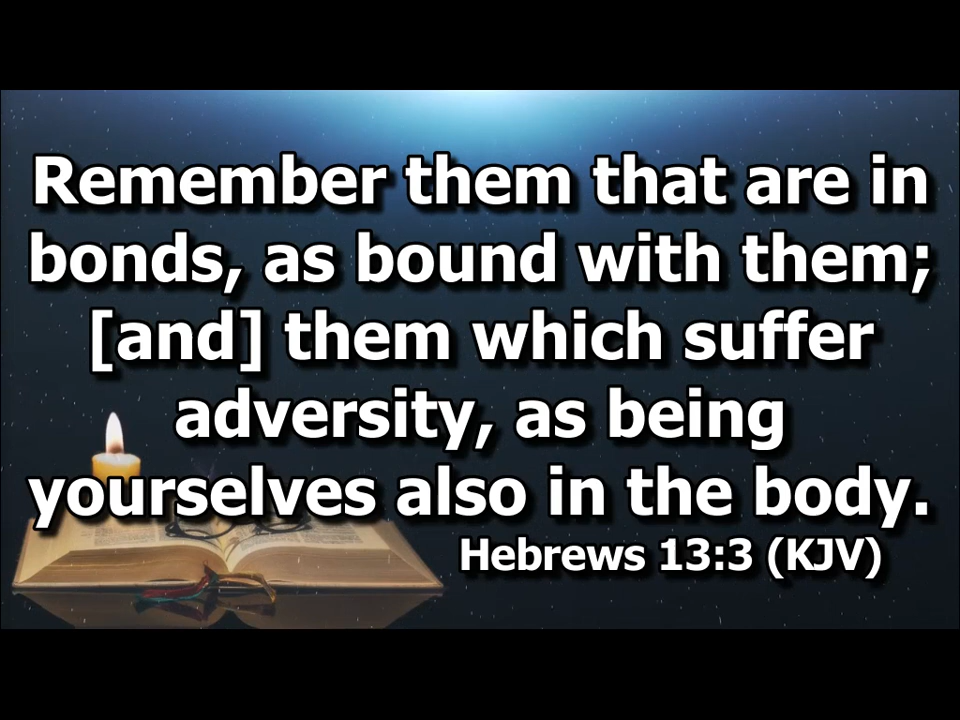 Remember them that are in
bonds, as bound with them;
[and] them which suffer
adversity, as being
yourselves also in the body.
Hebrews 13:3 (KJV)